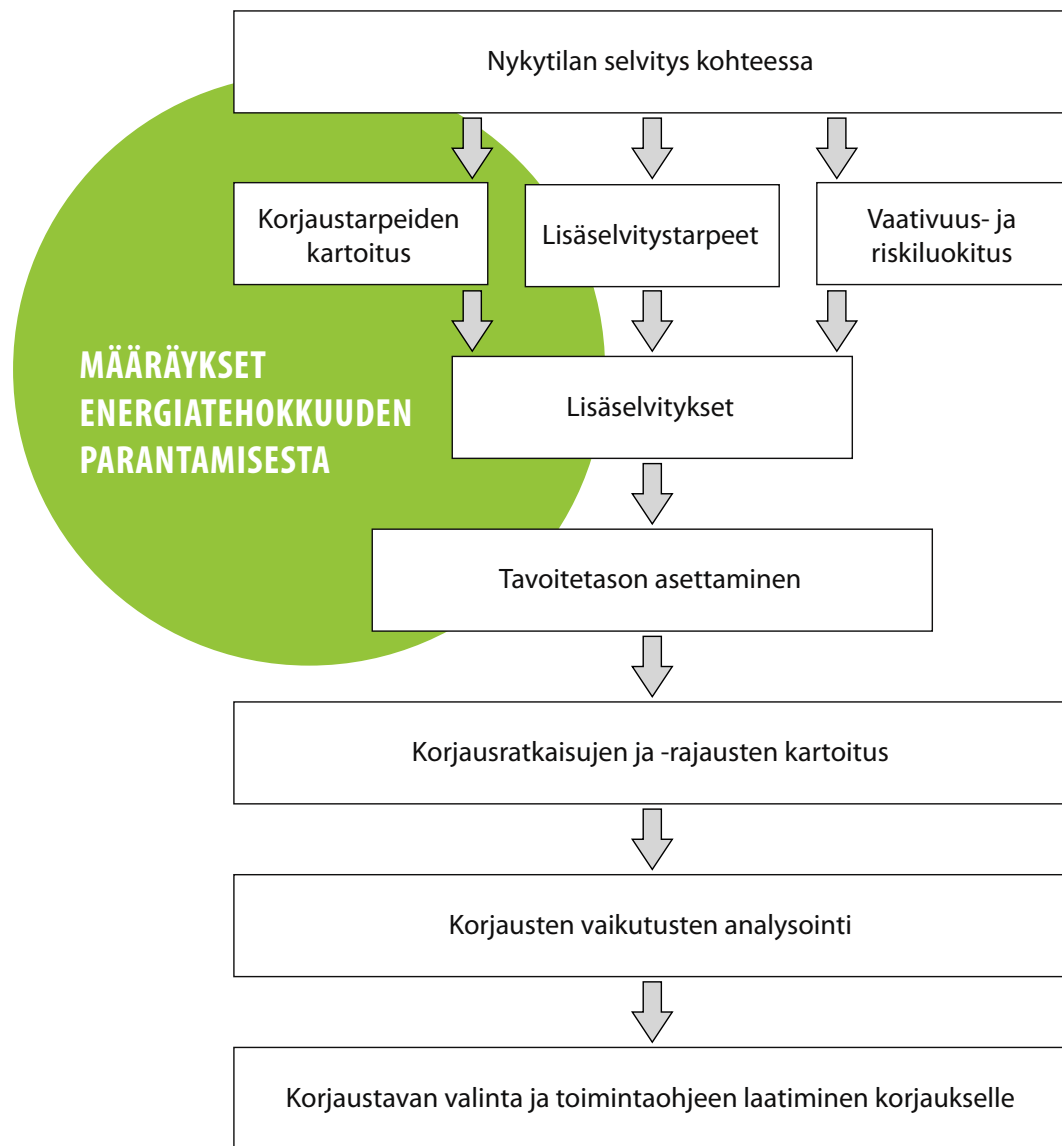 Nykytilan selvitys kohteessa
Korjaustarpeiden
kartoitus
Lisäselvitystarpeet
Vaativuus- ja
riskiluokitus
MÄÄRÄYKSET
ENERGIATEHOKKUUDEN
PARANTAMISESTA
Lisäselvitykset
Tavoitetason asettaminen
Korjausratkaisujen ja -rajausten kartoitus
Korjausten vaikutusten analysointi
Korjaustavan valinta ja toimintaohjeen laatiminen korjaukselle